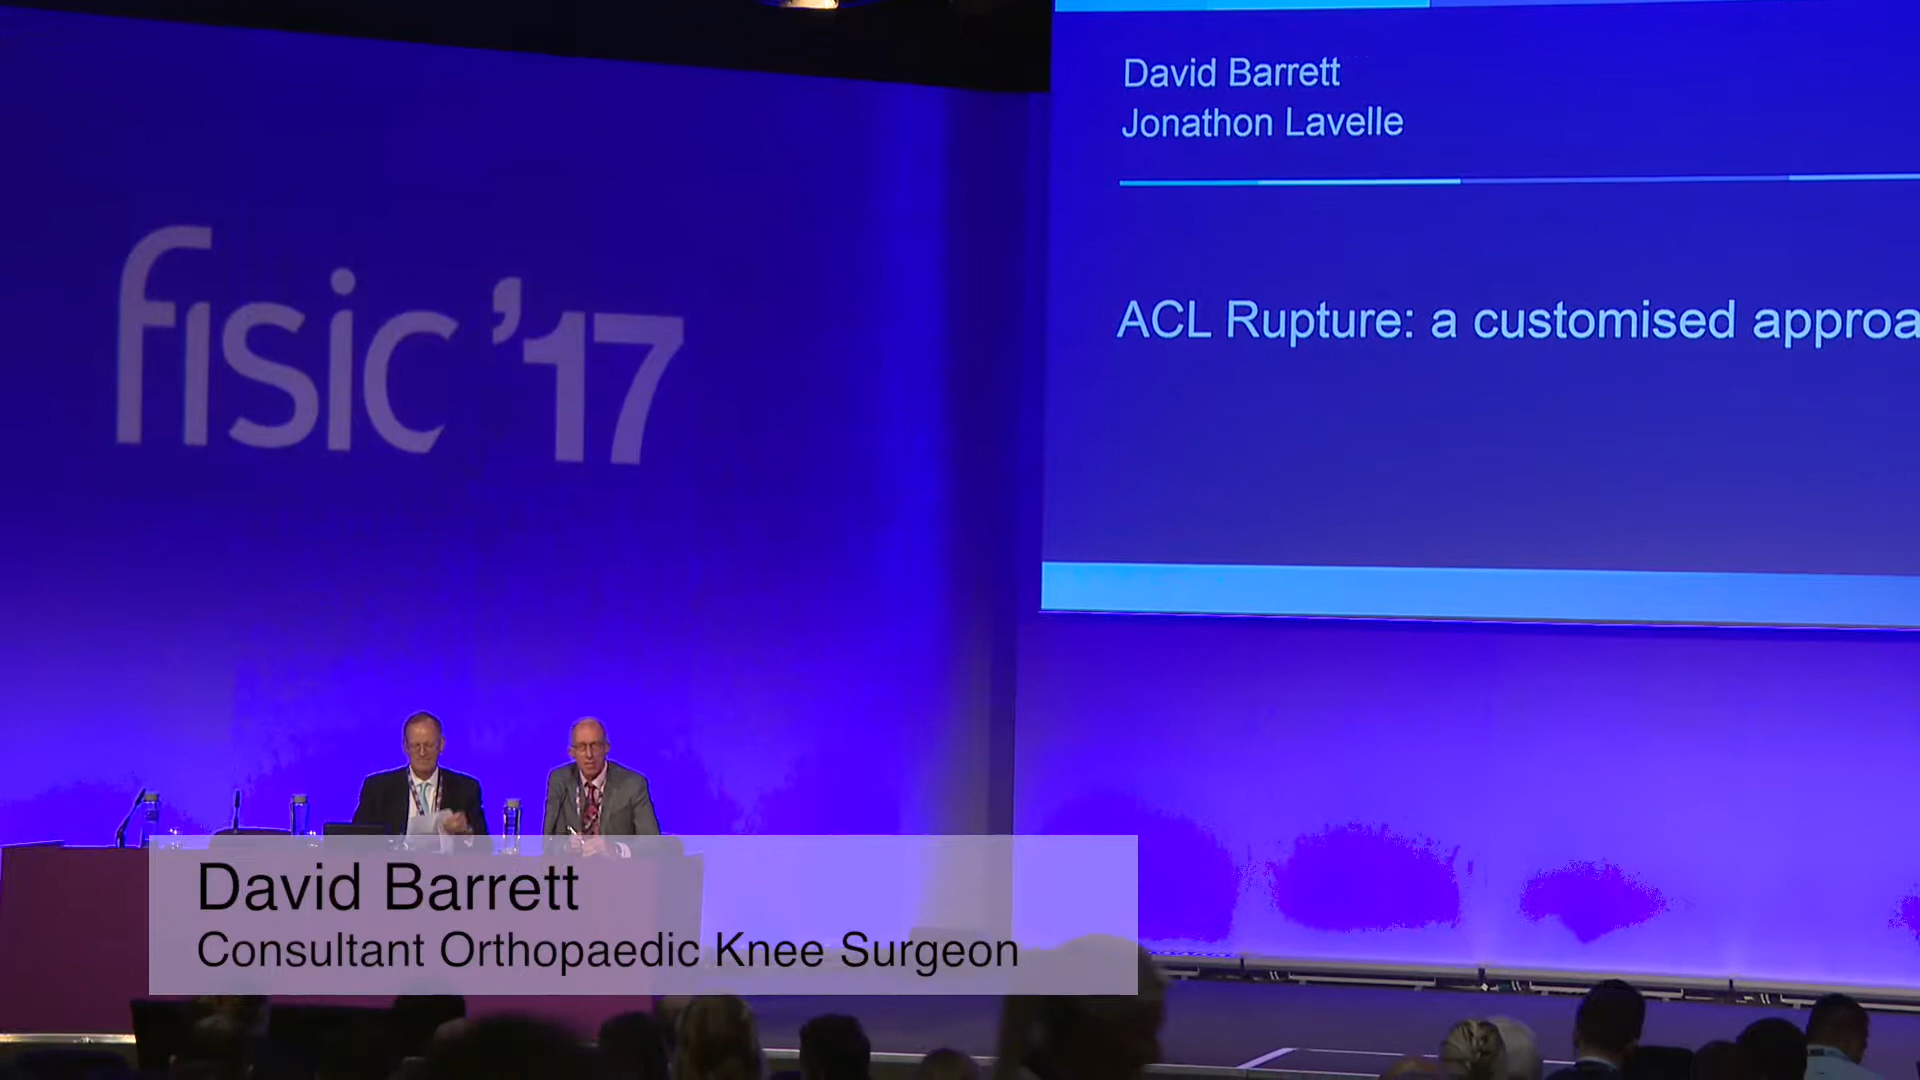 David Barrett
Jonathon Lavelle
ACL Rupture: a customised approa
fisic '17
David Barrett
Consultant Orthopaedic Knee Surgeon